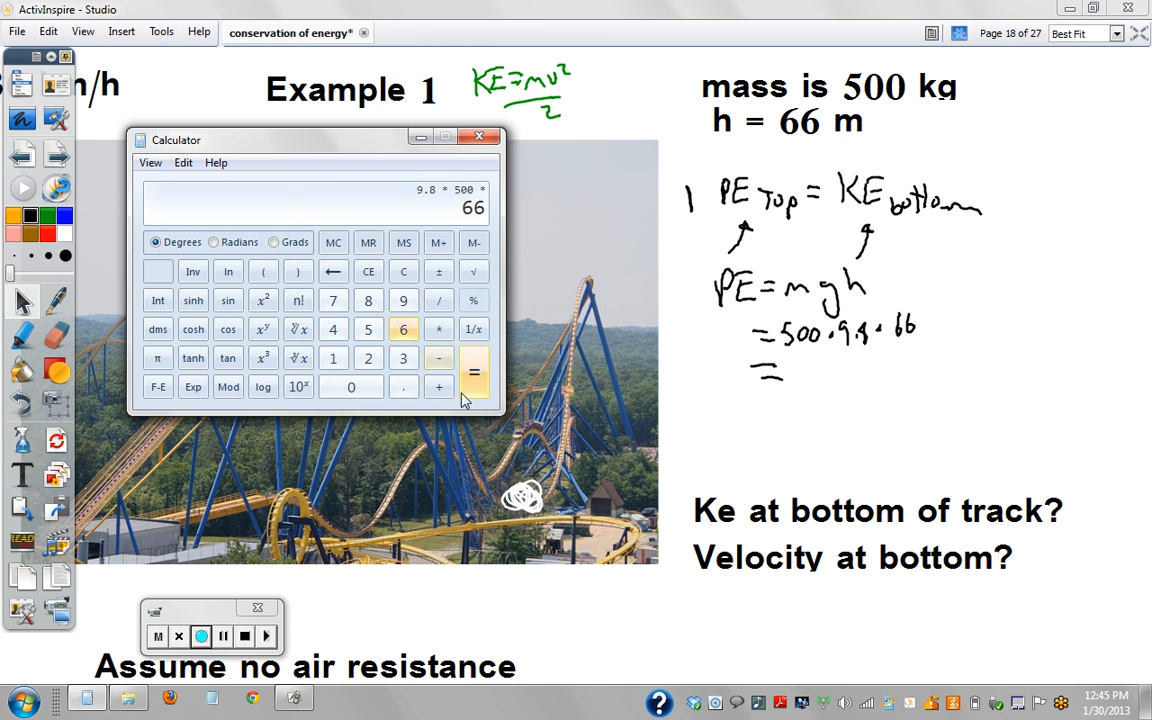 ActivInspire - Studio
File Edit View Insert Tools Help
conservation of energy*
Page 18 of 27 Best Fit
m/h
Example 1
KE = mv²
2
mass is 500 kg
h = 66 m
Calculator
View Edit Help
9.8 * 500 *
66
Degrees Radians Grads MC MR MS M+ M-
Inv ln ( ) ← CE C ± √
Int sinh sin x² n! 7 8 9 / %
dms cosh cos xʸ ʸ√x 4 5 6 * 1/x
π tanh tan x³ ³√x 1 2 3 - =
F-E Exp Mod log 10ˣ 0 . +
1 PE Top = KE bottom
PE = mgh
= 500 · 9.8 · 66
=
Ke at bottom of track?
Velocity at bottom?
READ
M
Assume no air resistance
12:45 PM
1/30/2013